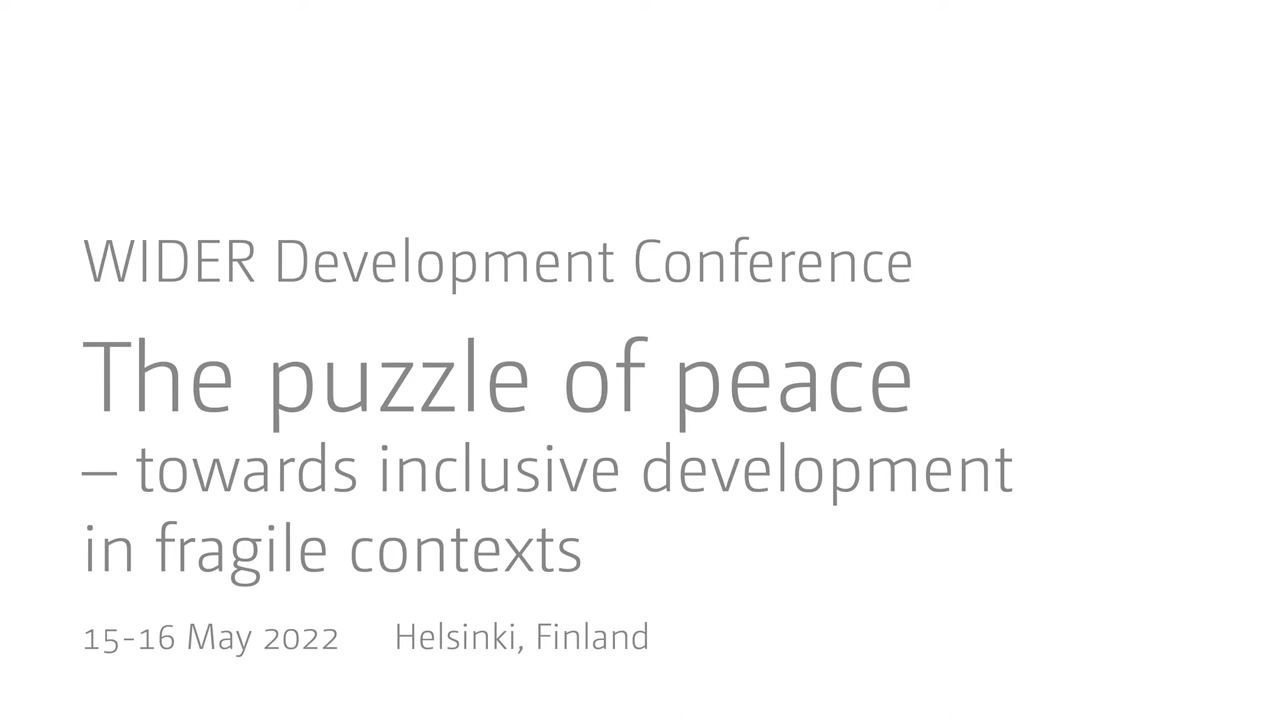 WIDER Development Conference
The puzzle of peace
– towards inclusive development
in fragile contexts
15-16 May 2022 Helsinki, Finland